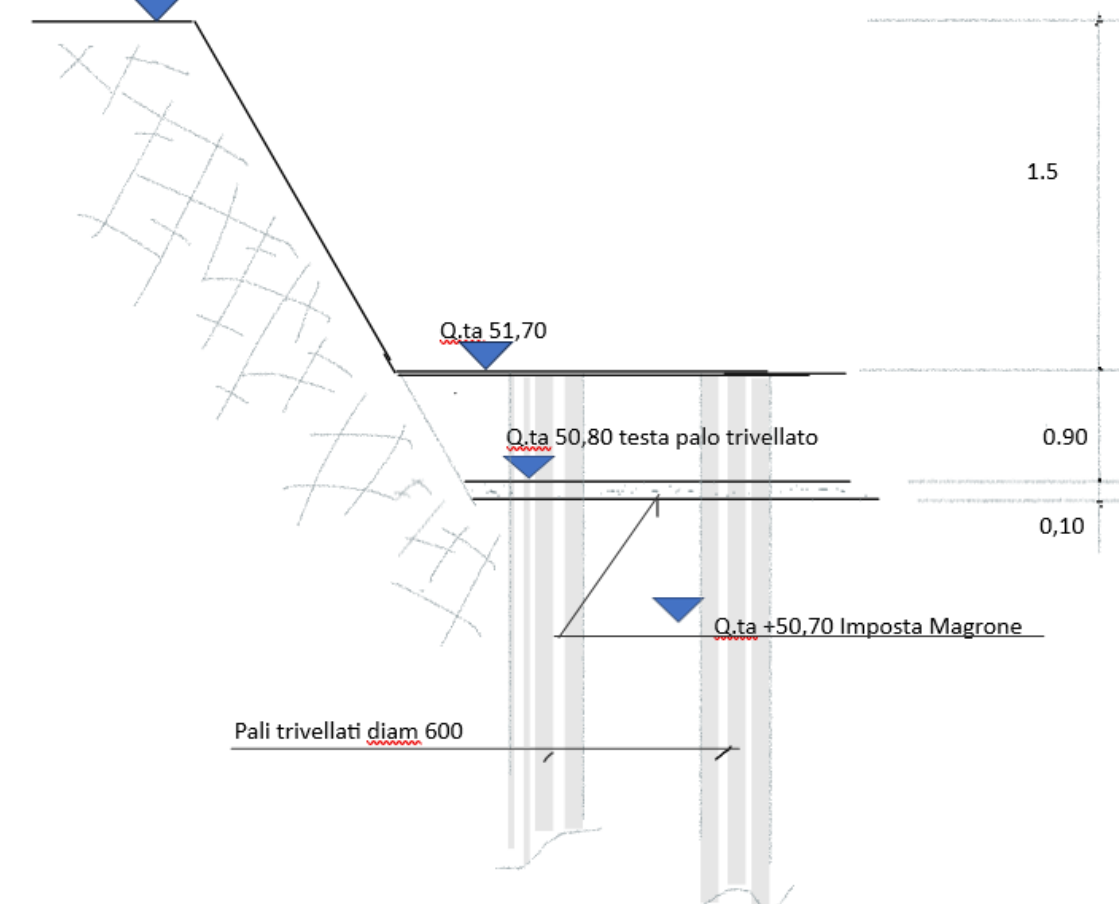 1.5
Q.ta 51,70
Q.ta 50,80 testa palo trivellato
0.90
0,10
Q.ta +50,70 Imposta Magrone
Pali trivellati diam 600